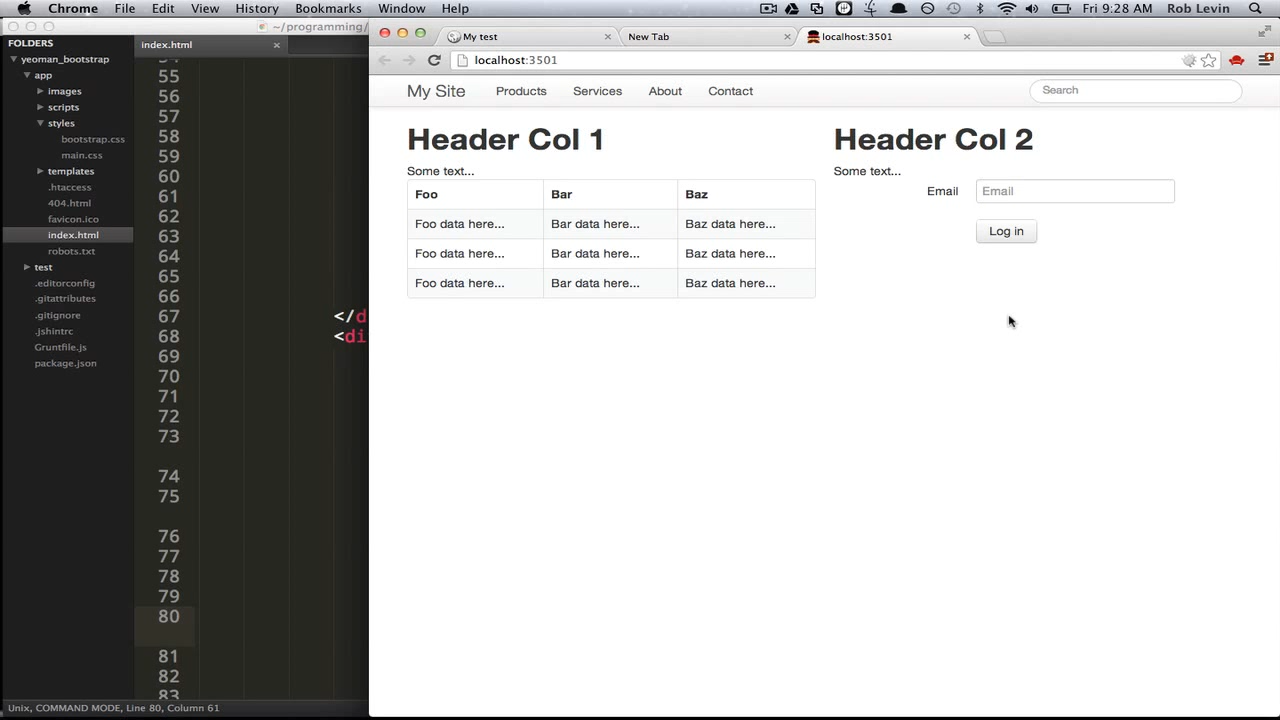 Chrome File Edit View History Bookmarks Window Help Fri 9:28 AM Rob Levin
~/programming/
FOLDERS
yeoman_bootstrap
app
images
scripts
styles
bootstrap.css
main.css
templates
.htaccess
404.html
favicon.ico
index.html
robots.txt
test
.editorconfig
.gitattributes
.gitignore
.jshintrc
Gruntfile.js
package.json
index.html
55
56
57
58
59
60
61
62
63
64
65
66
67 </d
68 <di
69
70
71
72
73
74
75
76
77
78
79
80
81
82
83
Unix, COMMAND MODE, Line 80, Column 61
My test New Tab localhost:3501
localhost:3501
My Site Products Services About Contact Search
Header Col 1
Some text...
Foo Bar Baz
Foo data here... Bar data here... Baz data here...
Foo data here... Bar data here... Baz data here...
Foo data here... Bar data here... Baz data here...
Header Col 2
Some text...
Email Email
Log in